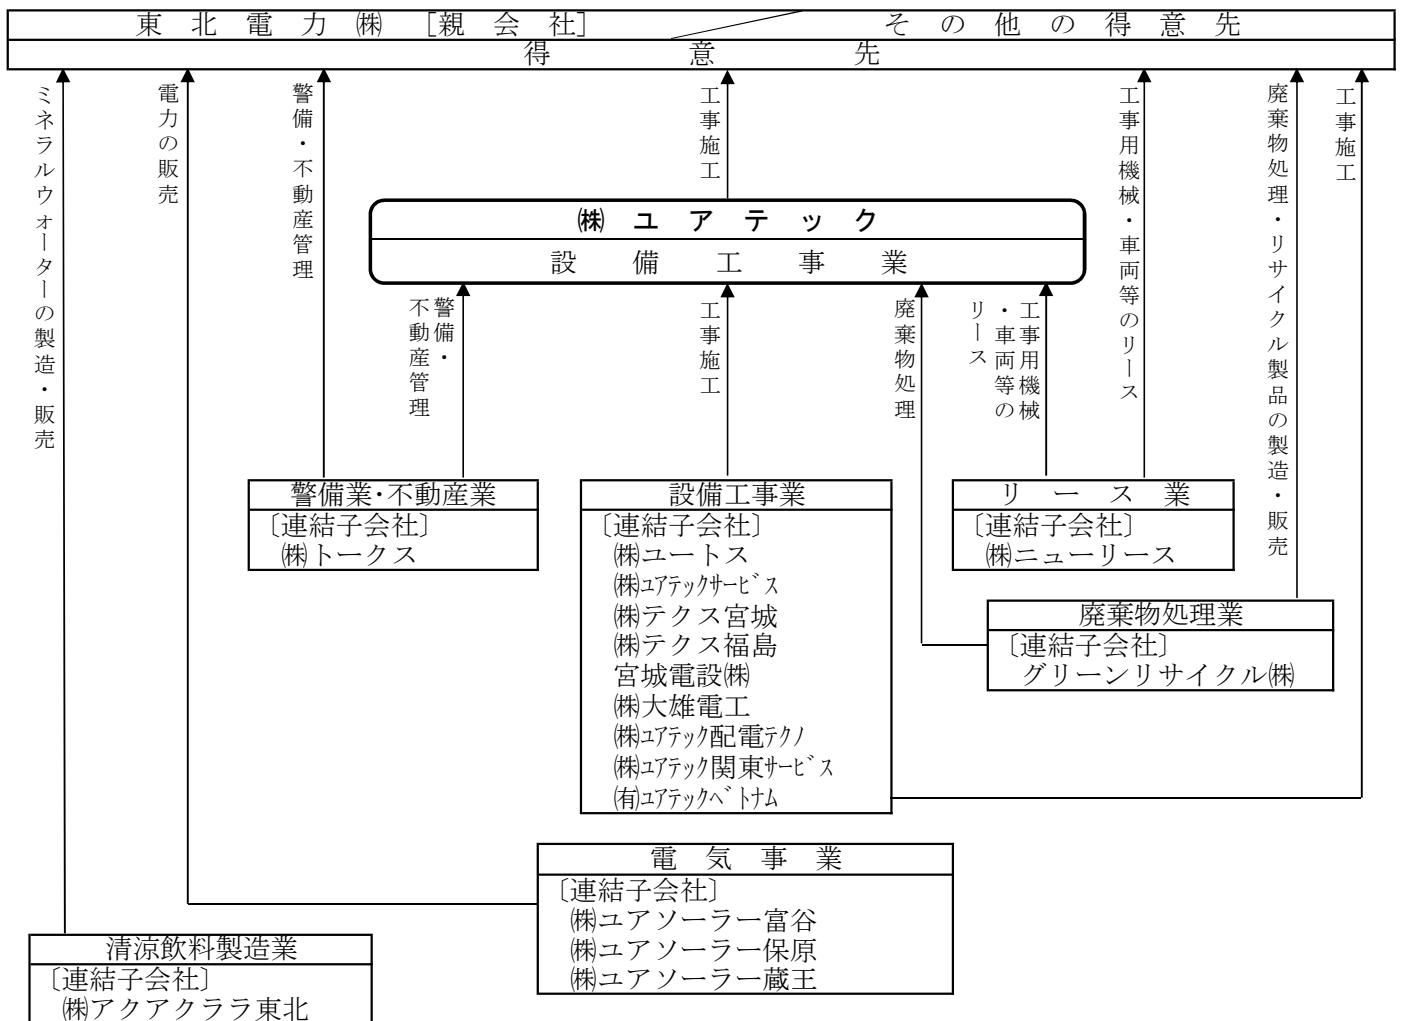 東北電力㈱［親会社］
その他の得意先
得意先
ミネラルウォーターの製造・販売
電力の販売
警備・不動産管理
工事施工
工事用機械・車両等のリース
廃棄物処理・リサイクル製品の製造・販売
工事施工
㈱ユアテック
設備工事業
警備・
不動産管理
工事施工
廃棄物処理
工事用機械
・車両等の
リース
警備業･不動産業
〔連結子会社〕
㈱トークス
設備工事業
〔連結子会社〕
㈱ユートス
㈱ﾕｱﾃｯｸｻｰﾋﾞｽ
㈱テクス宮城
㈱テクス福島
宮城電設㈱
㈱大雄電工
㈱ﾕｱﾃｯｸ配電ﾃｸﾉ
㈱ﾕｱﾃｯｸ関東ｻｰﾋﾞｽ
㈲ﾕｱﾃｯｸﾍﾞﾄﾅﾑ
リース業
〔連結子会社〕
㈱ニューリース
廃棄物処理業
〔連結子会社〕
グリーンリサイクル㈱
電気事業
〔連結子会社〕
㈱ユアソーラー富谷
㈱ユアソーラー保原
㈱ユアソーラー蔵王
清涼飲料製造業
〔連結子会社〕
㈱アクアクララ東北